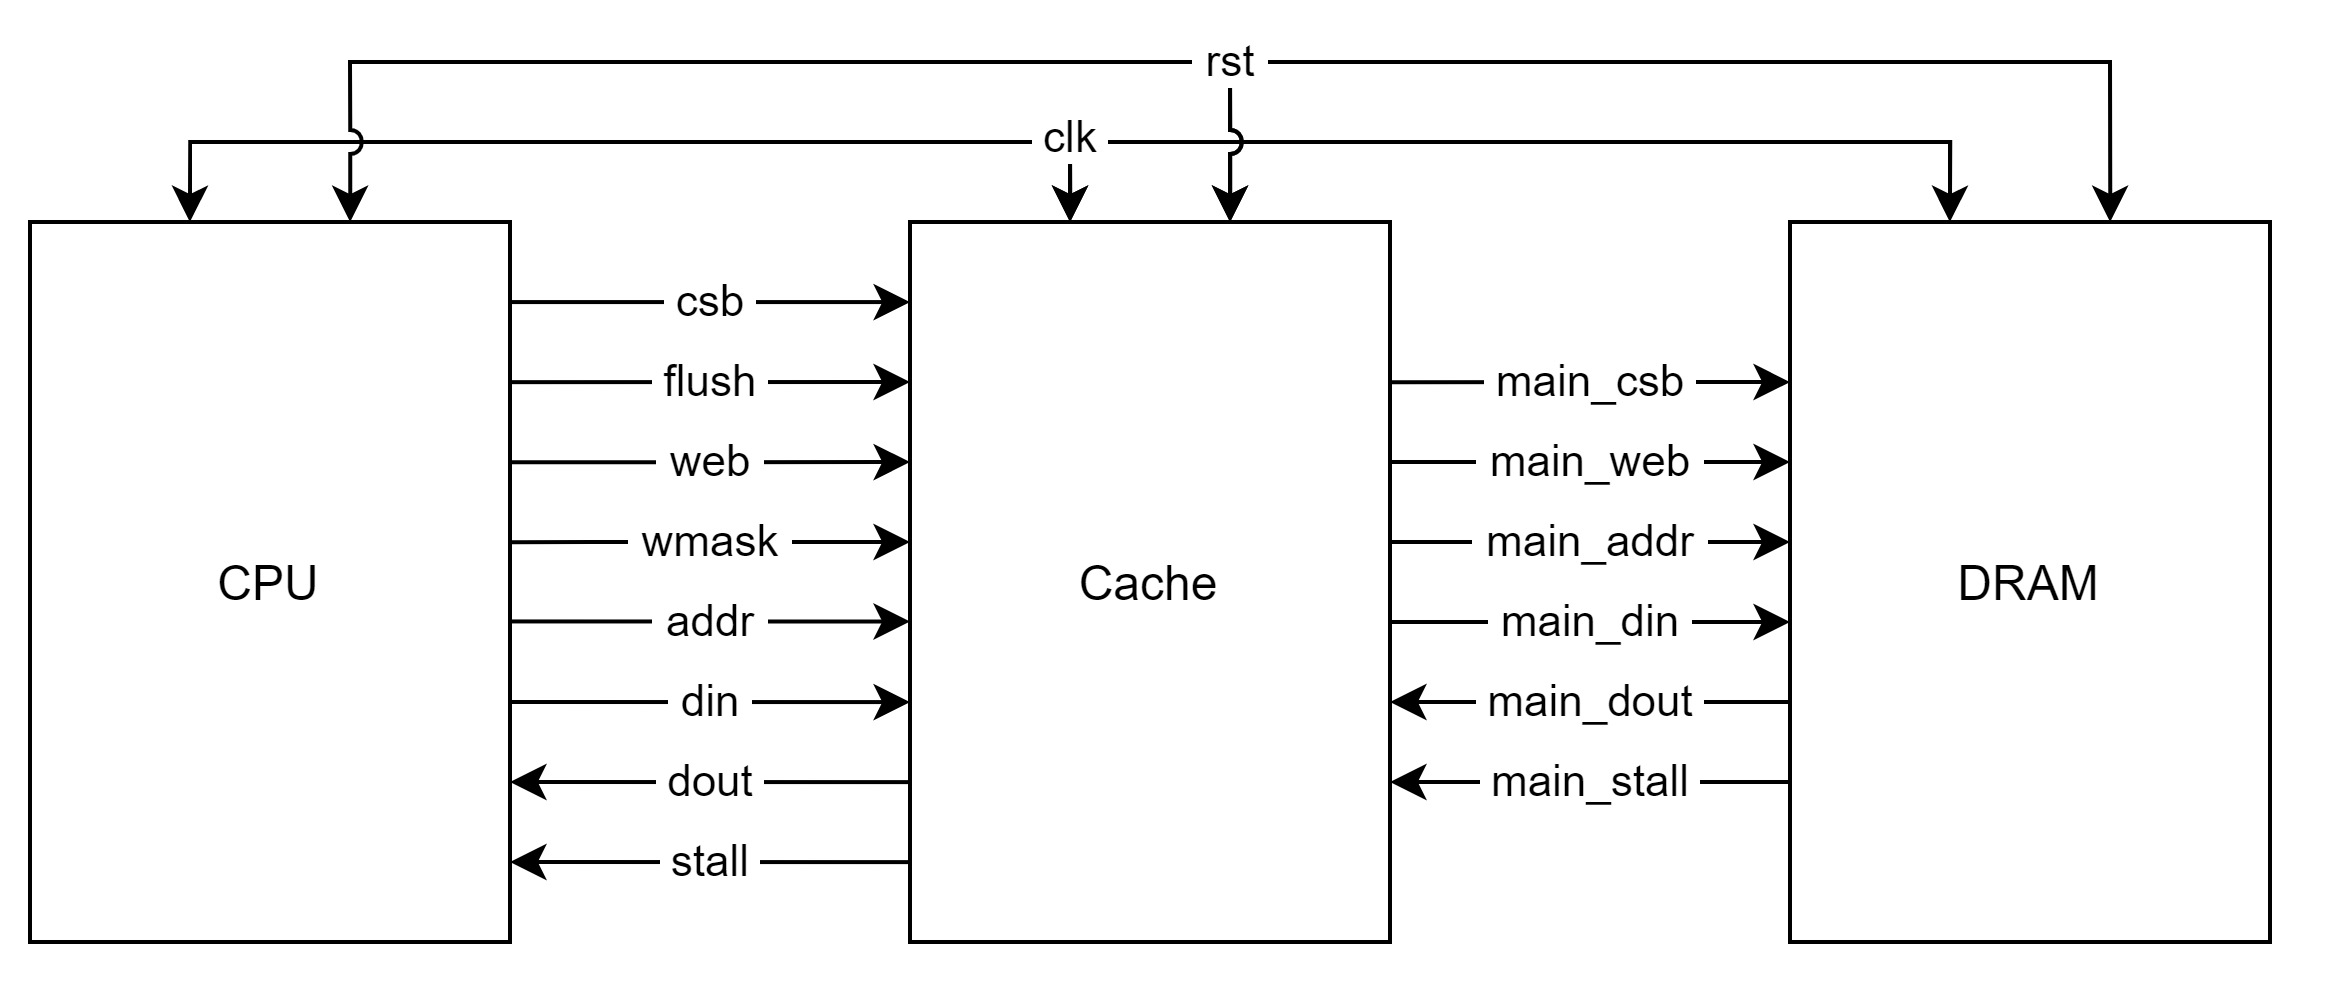 rst
clk
csb
flush
main_csb
web
main_web
wmask
main_addr
CPU
Cache
DRAM
addr
main_din
din
main_dout
dout
main_stall
stall